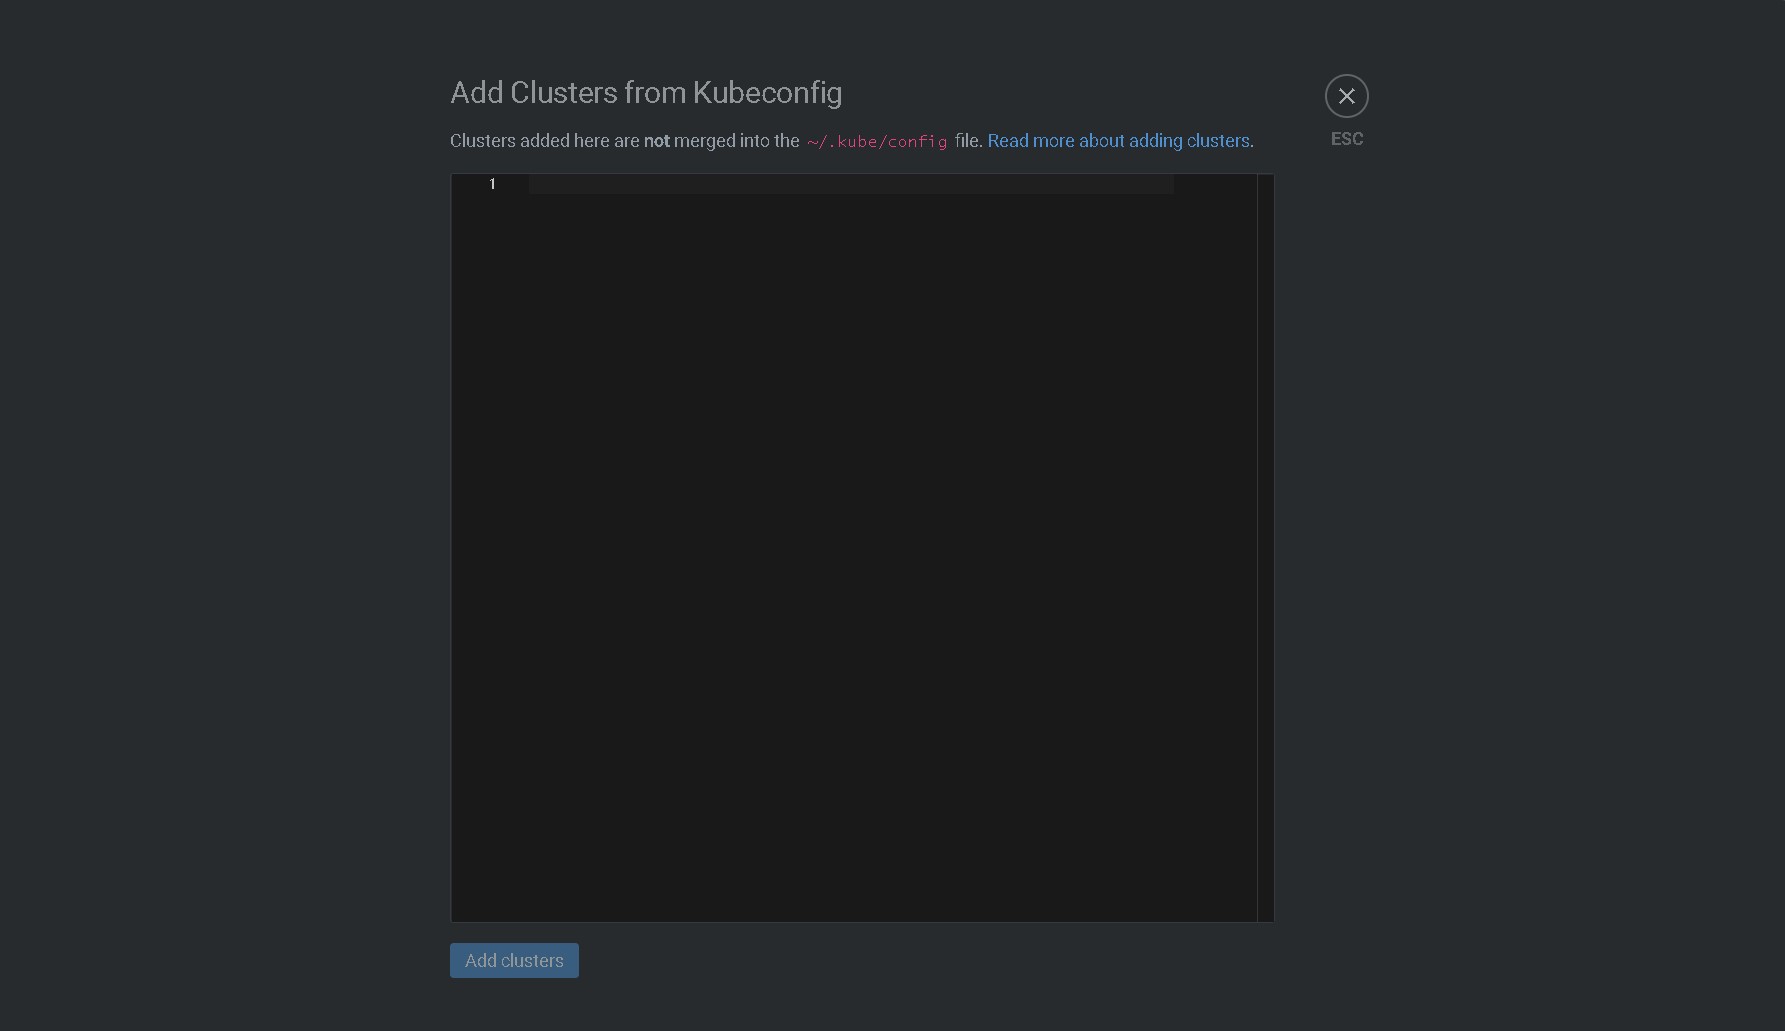 Add Clusters from Kubeconfig
Clusters added here are not merged into the ~/.kube/config file. Read more about adding clusters.
ESC
1
Add clusters